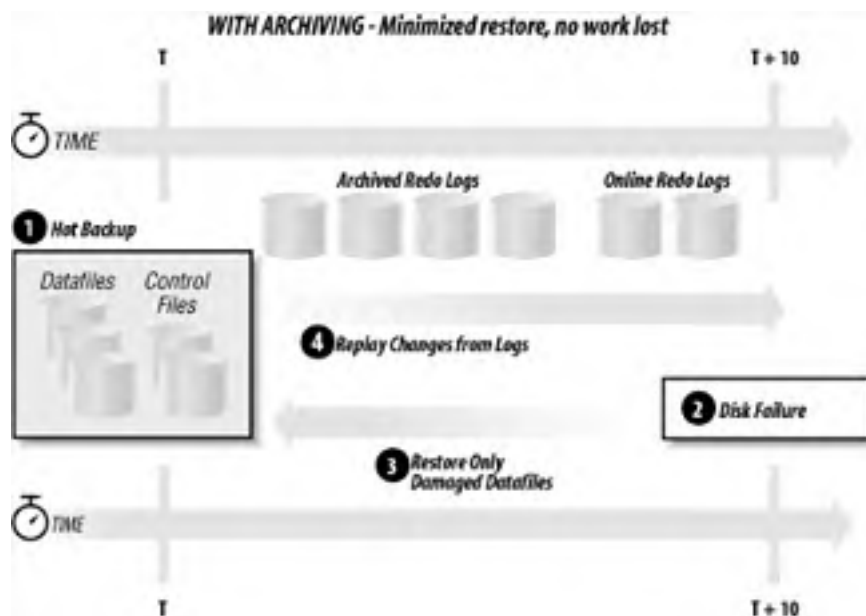 WITH ARCHIVING - Minimized restore, no work lost
T
T + 10
TIME
Archived Redo Logs
Online Redo Logs
1 Hot Backup
Datafiles
Control
Files
4 Replay Changes from Logs
2 Disk Failure
3 Restore Only
Damaged Datafiles
TIME
T
T + 10